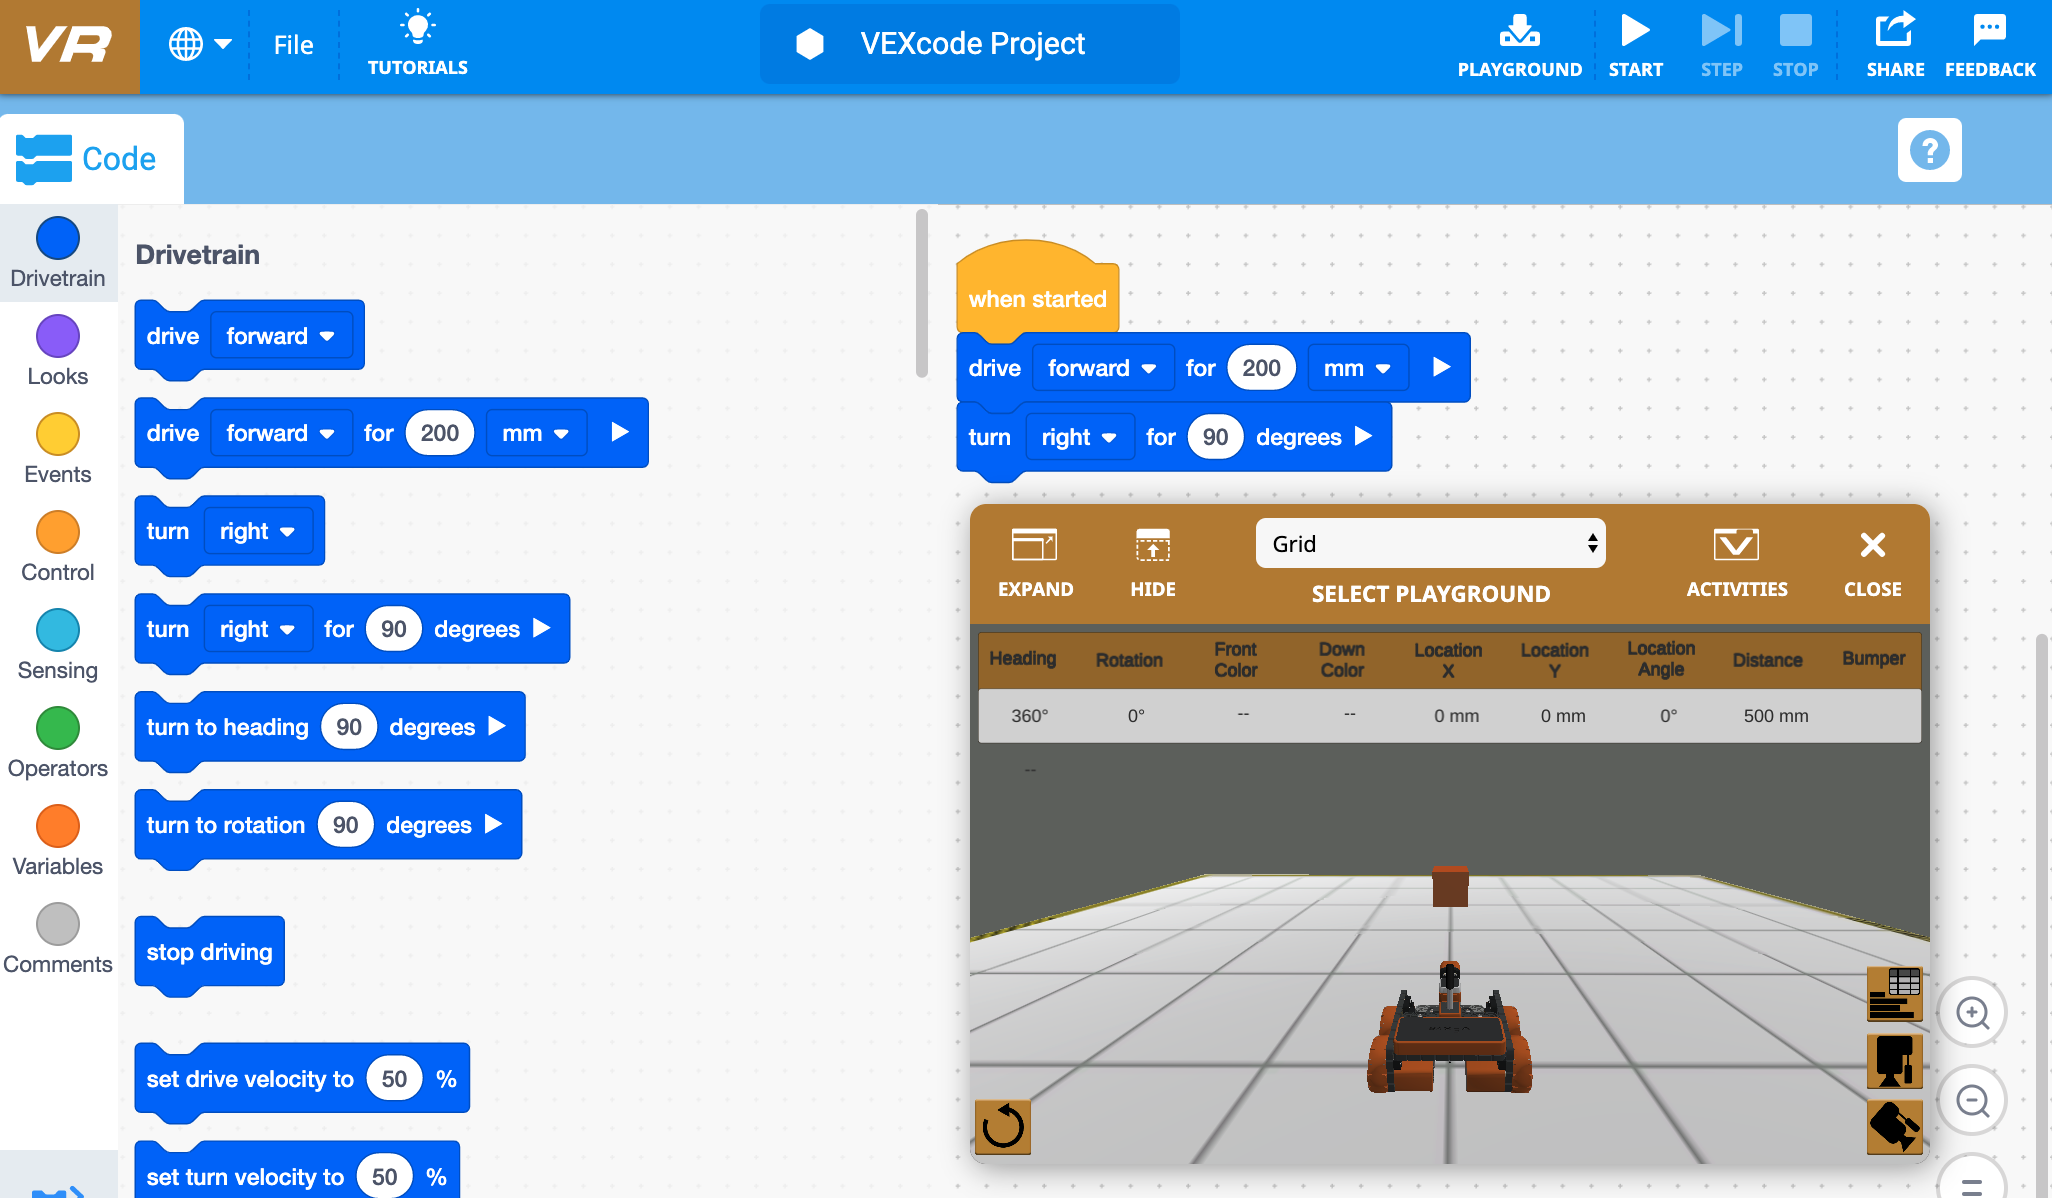 VR
File
TUTORIALS
VEXcode Project
PLAYGROUND
START
STEP
STOP
SHARE
FEEDBACK
Code
?
Drivetrain
Looks
Events
Control
Sensing
Operators
Variables
Comments
Drivetrain
drive forward
drive forward for 200 mm
turn right
turn right for 90 degrees
turn to heading 90 degrees
turn to rotation 90 degrees
stop driving
set drive velocity to 50 %
set turn velocity to 50 %
when started
drive forward for 200 mm
turn right for 90 degrees
EXPAND
HIDE
Grid
SELECT PLAYGROUND
ACTIVITIES
CLOSE
Heading Rotation Front Color Down Color Location X Location Y Location Angle Distance Bumper
360° 0° -- -- 0 mm 0 mm 0° 500 mm
--